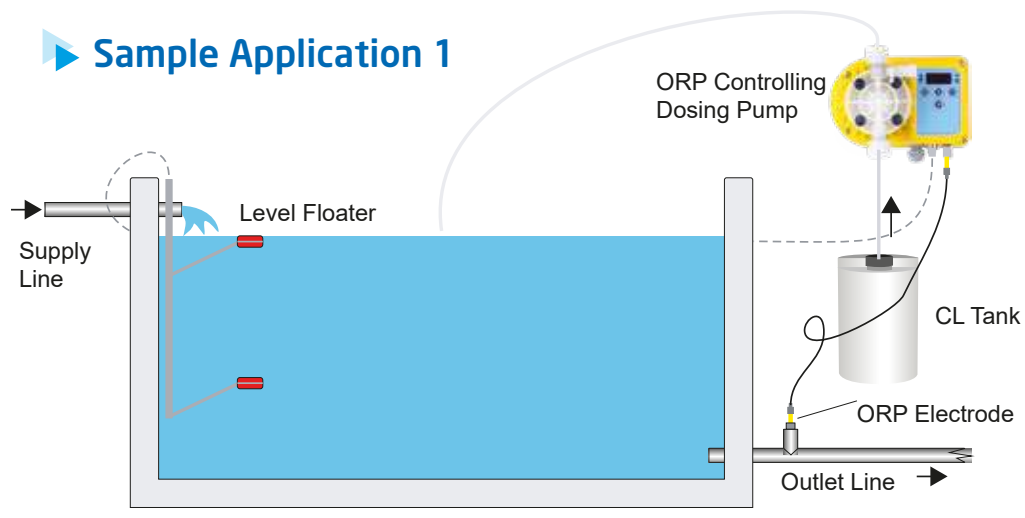 Sample Application 1
ORP Controlling
Dosing Pump
Level Floater
Supply
Line
CL Tank
ORP Electrode
Outlet Line